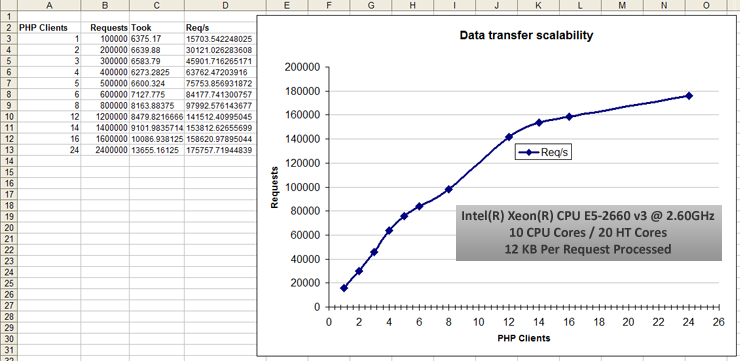 A B C D E F G H I J K L M N O
1
2 PHP Clients Requests Took Req/s
3 1 100000 6375.17 15703.542248025
4 2 200000 6639.88 30121.026283608
5 3 300000 6583.79 45901.716265171
6 4 400000 6273.2825 63762.47203916
7 5 500000 6600.324 75753.856931872
8 6 600000 7127.775 84177.741300757
9 8 800000 8163.88375 97992.576143677
10 12 1200000 8479.8216666 141512.40995045
11 14 1400000 9101.9835714 153812.62655699
12 16 1600000 10086.938125 158620.97895044
13 24 2400000 13655.16125 175757.71944839
14
15
16
17
18
19
20
21
22
23
24
25
26
27
28
29
30
31
Data transfer scalability
200000
180000
160000
140000
120000
100000
80000
60000
40000
20000
0
Requests
Req/s
Intel(R) Xeon(R) CPU E5-2660 v3 @ 2.60GHz
10 CPU Cores / 20 HT Cores
12 KB Per Request Processed
0 2 4 6 8 10 12 14 16 18 20 22 24 26
PHP Clients